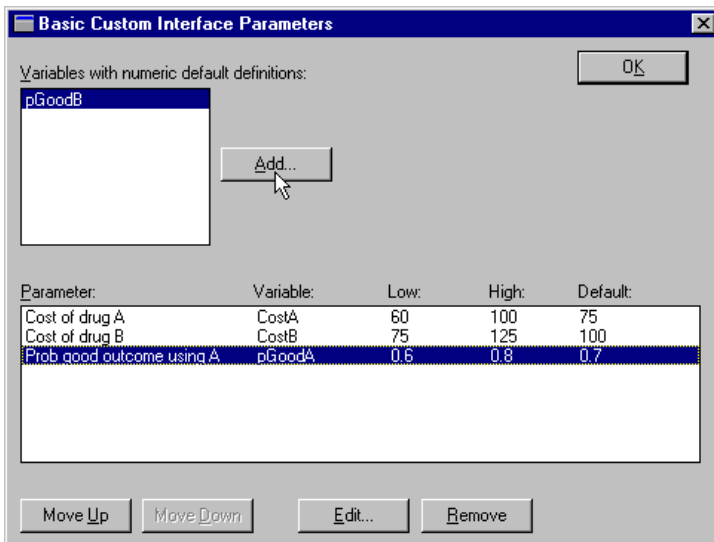 Basic Custom Interface Parameters
Variables with numeric default definitions:
OK
pGoodB
Add...
Parameter: Variable: Low: High: Default:
Cost of drug A CostA 60 100 75
Cost of drug B CostB 75 125 100
Prob good outcome using A pGoodA 0.6 0.8 0.7
Move Up Move Down Edit... Remove